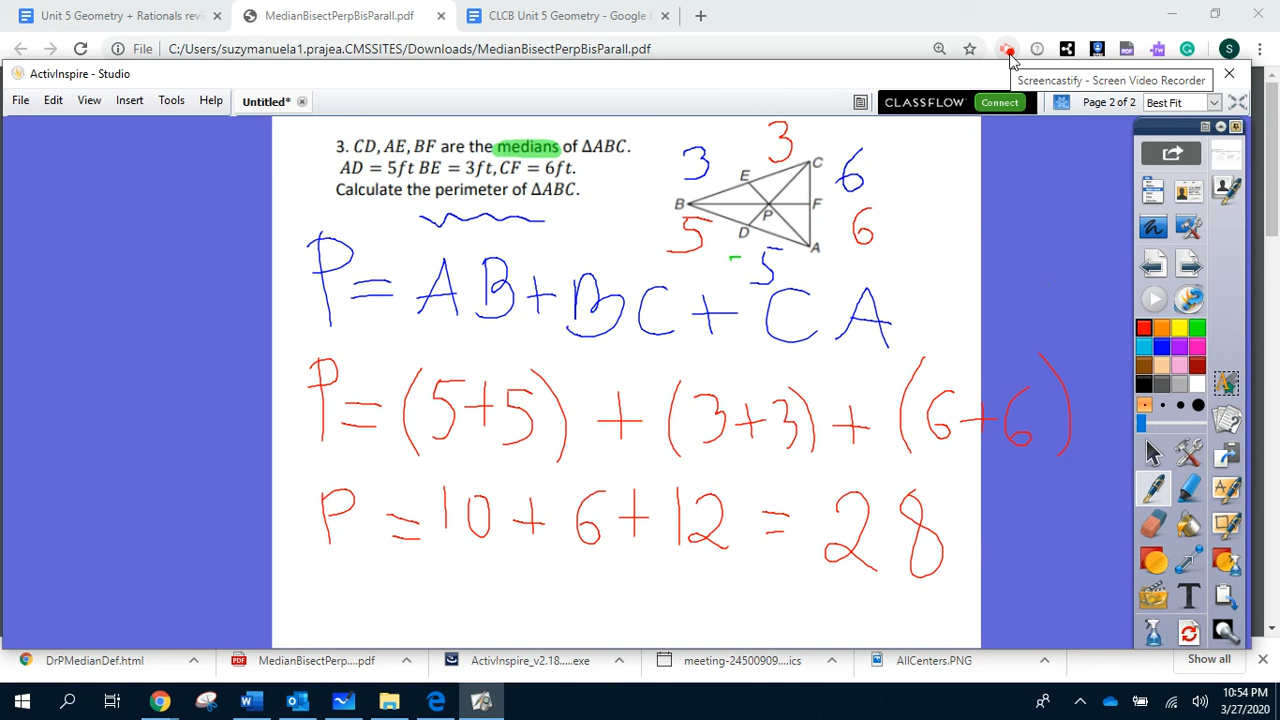 Unit 5 Geometry + Rationals revie
MedianBisectPerpBisParall.pdf
CLCB Unit 5 Geometry - Google D
File
C:/Users/suzymanuela1.prajea.CMSSITES/Downloads/MedianBisectPerpBisParall.pdf
S
ActivInspire - Studio
Screencastify - Screen Video Recorder
File Edit View Insert Tools Help
Untitled*
CLASSFLOW Connect
Page 2 of 2
Best Fit
3. CD, AE, BF are the medians of ΔABC.
AD = 5ft BE = 3ft, CF = 6ft.
Calculate the perimeter of ΔABC.
3
3
C
6
E
B
F
P
D
A
5
5
6
P = AB + BC + CA
P = (5+5) + (3+3) + (6+6)
P = 10 + 6 + 12 = 28
DrPMedianDef.html
MedianBisectPerp....pdf
ActivInspire_v2.18....exe
meeting-24500909....ics
AllCenters.PNG
Show all
10:54 PM
3/27/2020